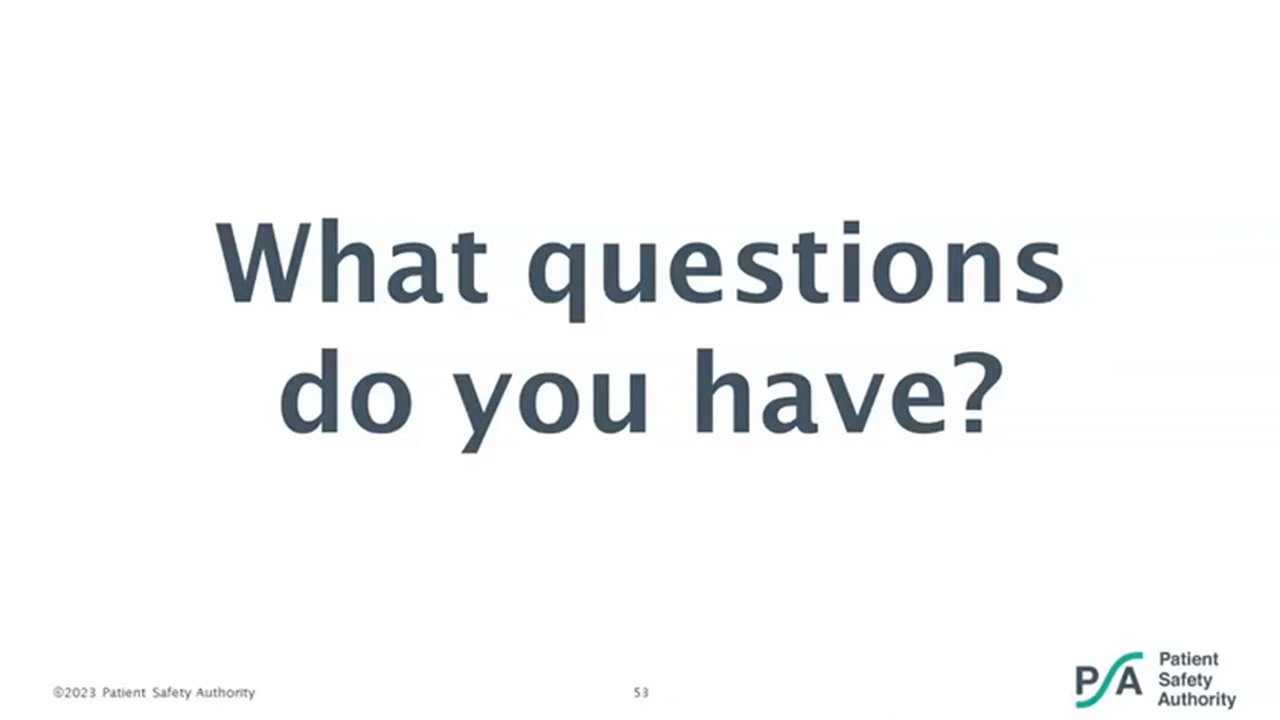 What questions
do you have?
©2023 Patient Safety Authority
53
PSA
Patient
Safety
Authority